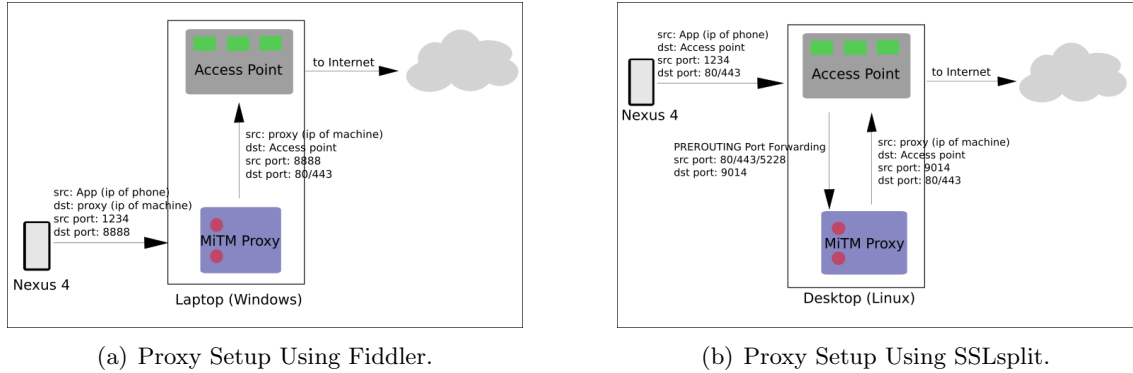 Access Point
to Internet
src: proxy (ip of machine)
dst: Access point
src port: 8888
dst port: 80/443
src: App (ip of phone)
dst: proxy (ip of machine)
src port: 1234
dst port: 8888
MiTM Proxy
Nexus 4
Laptop (Windows)
(a) Proxy Setup Using Fiddler.
src: App (ip of phone)
dst: Access point
src port: 1234
dst port: 80/443
Nexus 4
Access Point
to Internet
PREROUTING Port Forwarding
src port: 80/443/5228
dst port: 9014
src: proxy (ip of machine)
dst: Access point
src port: 9014
dst port: 80/443
MiTM Proxy
Desktop (Linux)
(b) Proxy Setup Using SSLsplit.